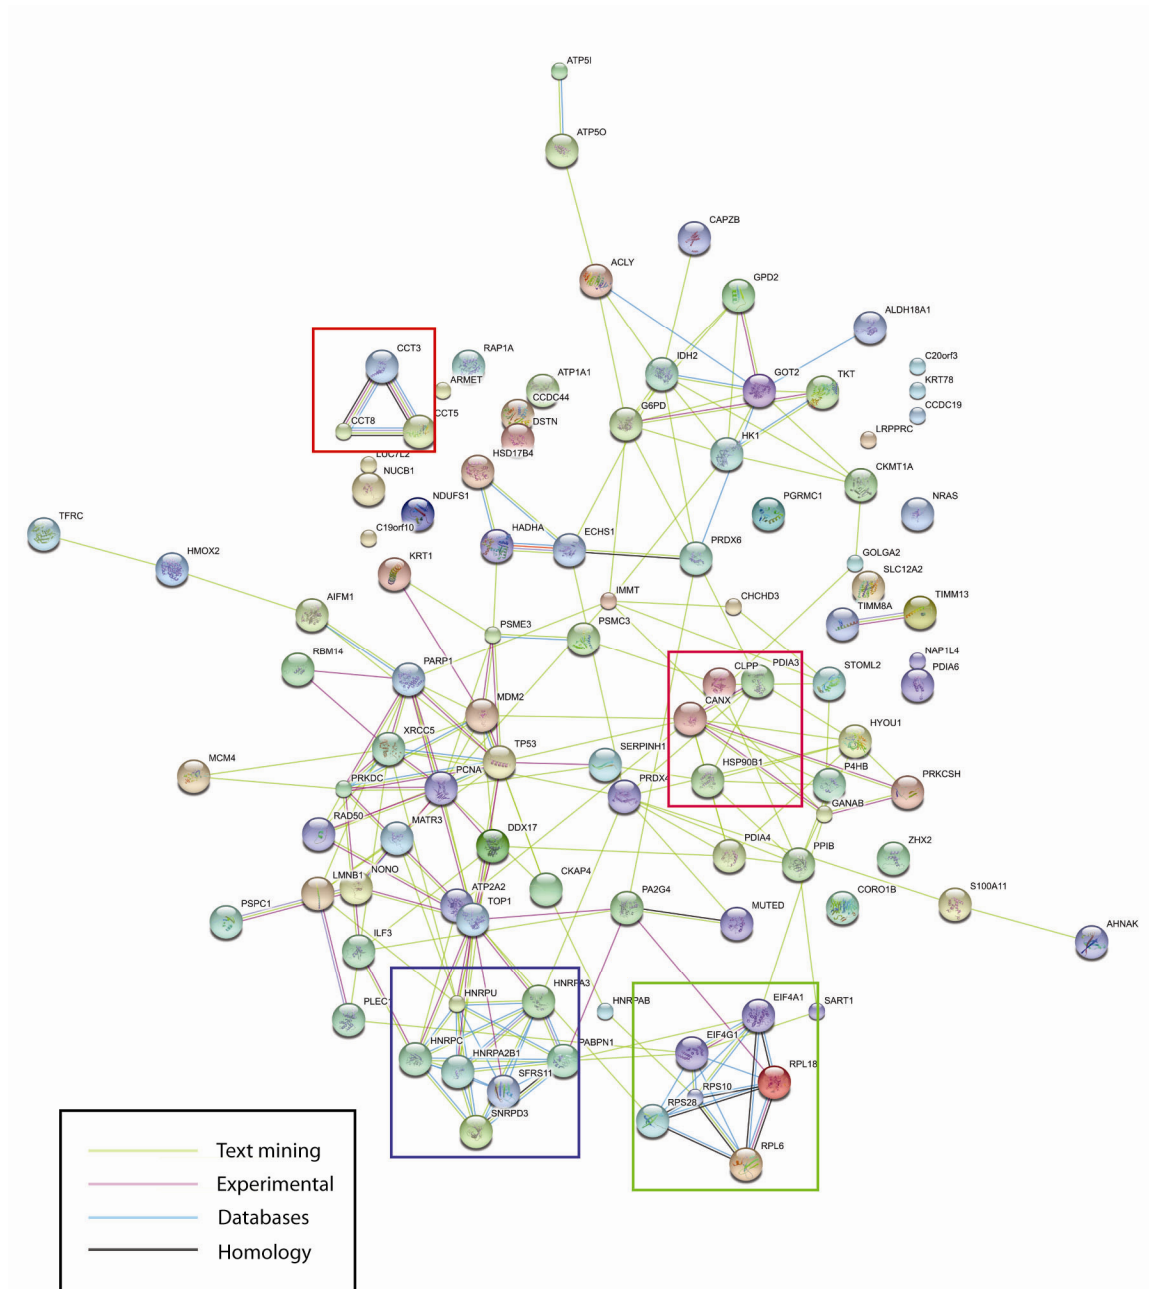 ATP5I
ATP5O
CAPZB
ACLY
GPD2
ALDH18A1
CCT3
RAP1A
IDH2
GOT2
TKT
C20orf3
ARMET
ATP1A1
KRT78
CCDC44
G6PD
CCDC19
CCT8
CCT5
DSTN
HK1
LRPPRC
LUC7L2
HSD17B4
NUCB1
CKMT1A
NDUFS1
PGRMC1
NRAS
TFRC
C19orf10
HADHA
ECHS1
PRDX6
HMOX2
GOLGA2
KRT1
SLC12A2
IMMT
CHCHD3
AIFM1
TIMM8A
TIMM13
PSME3
PSMC3
RBM14
PARP1
CLPP
PDIA3
STOML2
NAP1L4
PDIA6
MDM2
CANX
XRCC5
TP53
SERPINH1
HYOU1
MCM4
PRKDC
PCNA
PRDX4
HSP90B1
P4HB
PRKCSH
GANAB
RAD50
MATR3
DDX17
PDIA4
PPIB
ZHX2
LMNB1
NONO
CKAP4
ATP2A2
PSPC1
TOP1
PA2G4
MUTED
CORO1B
S100A11
AHNAK
ILF3
PLEC1
HNRPU
HNRPA3
HNRPAB
EIF4A1
SART1
HNRPC
HNRPA2B1
PABPN1
EIF4G1
SFRS11
RPL18
RPS10
RPS28
SNRPD3
RPL6
Text mining
Experimental
Databases
Homology